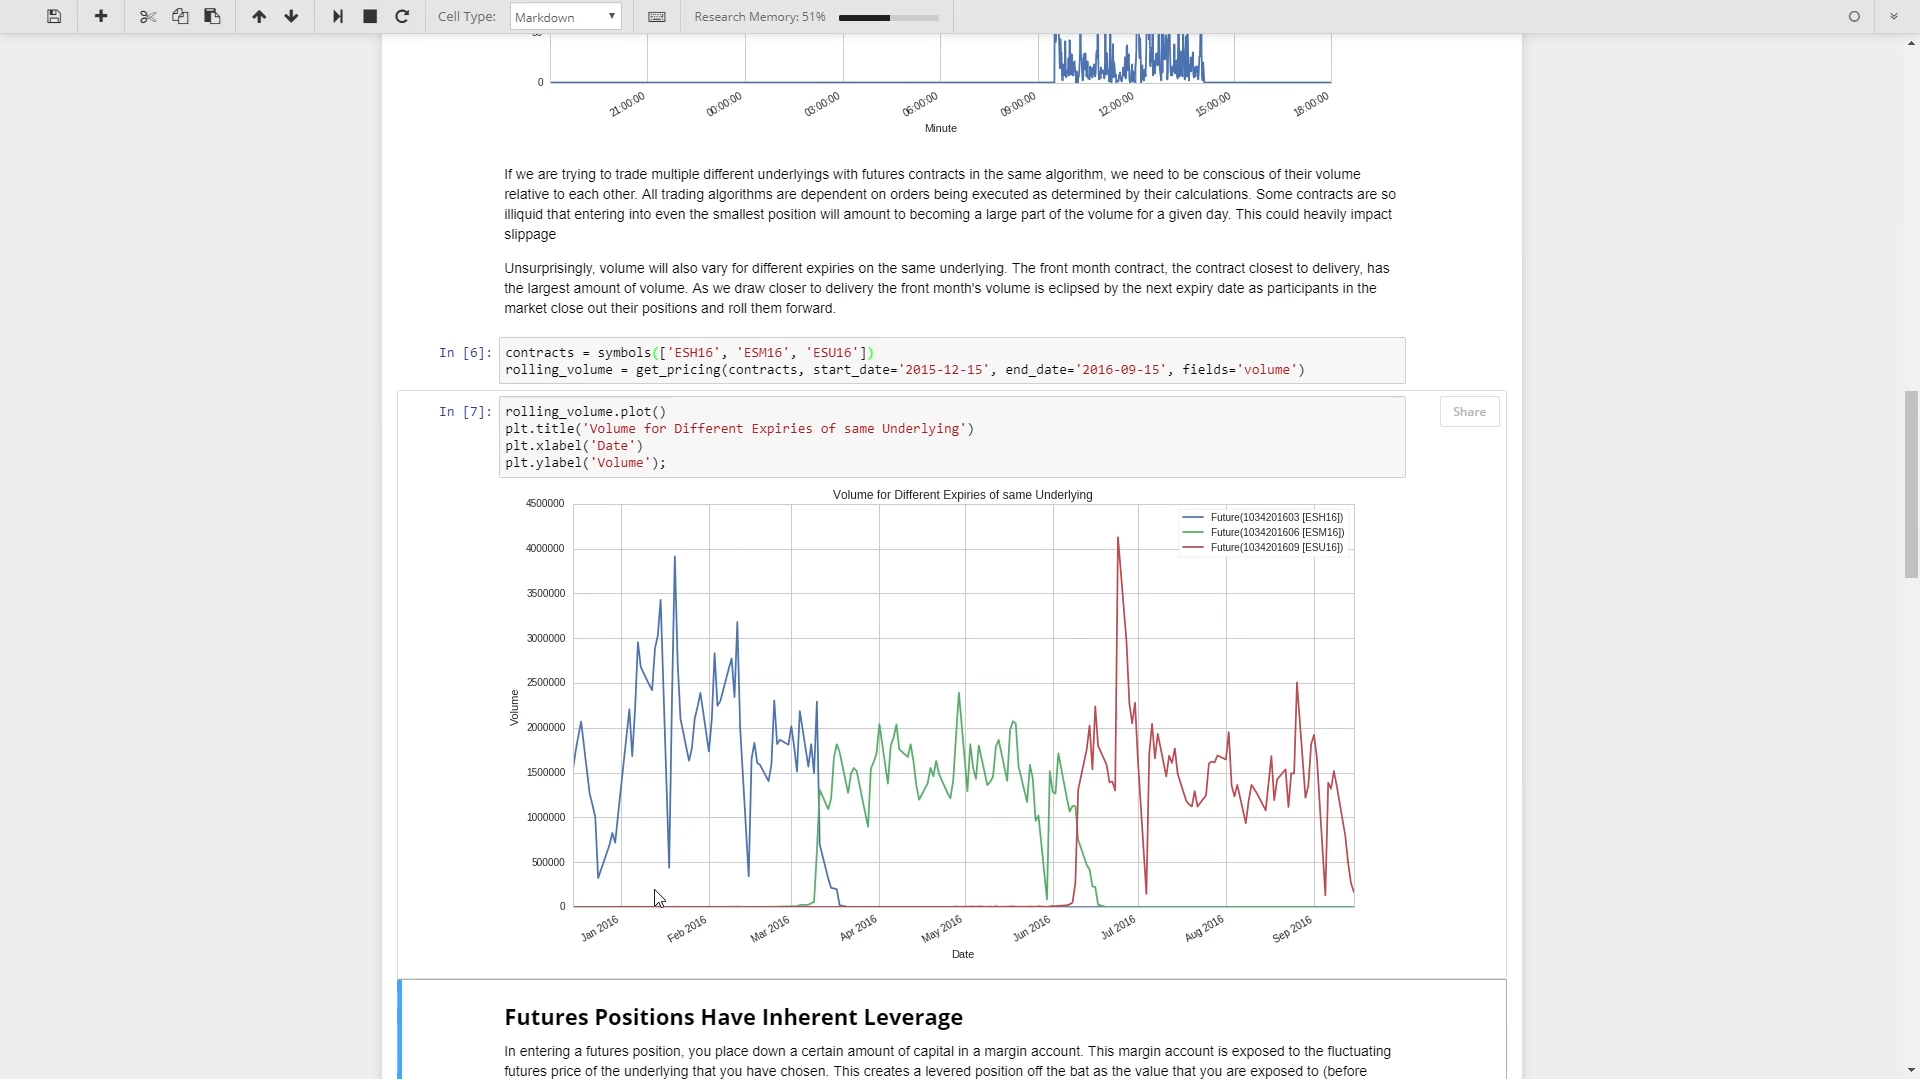 Cell Type: Markdown Research Memory: 51%
0
21:00:00 00:00:00 03:00:00 06:00:00 09:00:00 12:00:00 15:00:00 18:00:00
Minute
If we are trying to trade multiple different underlyings with futures contracts in the same algorithm, we need to be conscious of their volume
relative to each other. All trading algorithms are dependent on orders being executed as determined by their calculations. Some contracts are so
illiquid that entering into even the smallest position will amount to becoming a large part of the volume for a given day. This could heavily impact
slippage
Unsurprisingly, volume will also vary for different expiries on the same underlying. The front month contract, the contract closest to delivery, has
the largest amount of volume. As we draw closer to delivery the front month's volume is eclipsed by the next expiry date as participants in the
market close out their positions and roll them forward.
In [6]: contracts = symbols(['ESH16', 'ESM16', 'ESU16'])
rolling_volume = get_pricing(contracts, start_date='2015-12-15', end_date='2016-09-15', fields='volume')
In [7]: rolling_volume.plot()
plt.title('Volume for Different Expiries of same Underlying')
plt.xlabel('Date')
plt.ylabel('Volume');
Share
Volume for Different Expiries of same Underlying
4500000
4000000
3500000
3000000
2500000
2000000
1500000
1000000
500000
0
Volume
Future(1034201603 [ESH16])
Future(1034201606 [ESM16])
Future(1034201609 [ESU16])
Jan 2016 Feb 2016 Mar 2016 Apr 2016 May 2016 Jun 2016 Jul 2016 Aug 2016 Sep 2016
Date
Futures Positions Have Inherent Leverage
In entering a futures position, you place down a certain amount of capital in a margin account. This margin account is exposed to the fluctuating
futures price of the underlying that you have chosen. This creates a levered position off the bat as the value that you are exposed to (before